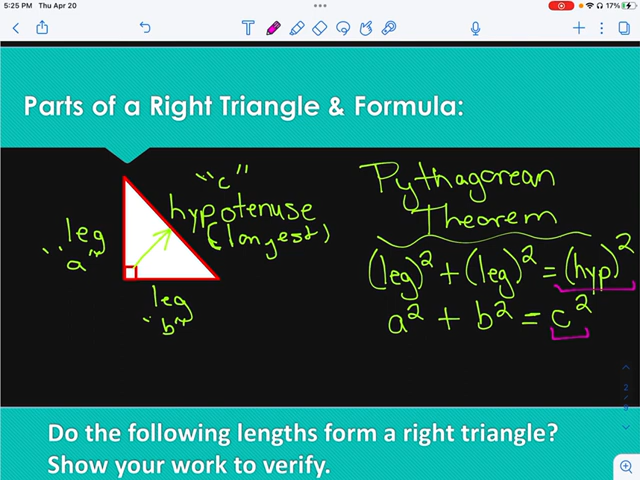 5:25 PM Thu Apr 20
17%
Parts of a Right Triangle & Formula:
"c"
hypotenuse
(longest)
leg
"a"
leg
"b"
Pythagorean
Theorem
(leg)² + (leg)² = (hyp)²
a² + b² = c²
2
/
9
Do the following lengths form a right triangle?
Show your work to verify.